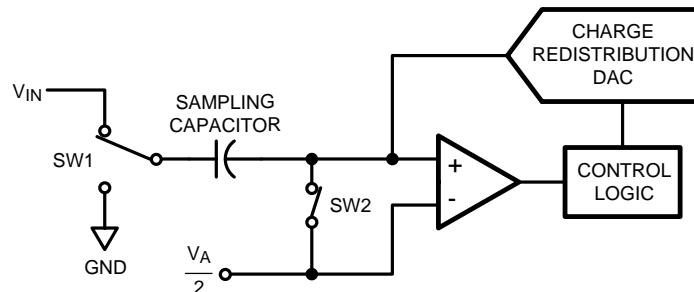 CHARGE
REDISTRIBUTION
DAC
VIN
SAMPLING
CAPACITOR
SW1
+
-
CONTROL
LOGIC
SW2
GND
VA
2